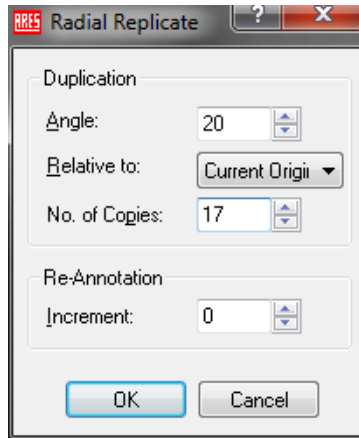 ARES Radial Replicate ? X
Duplication
Angle: 20
Relative to: Current Origin
No. of Copies: 17
Re-Annotation
Increment: 0
OK Cancel